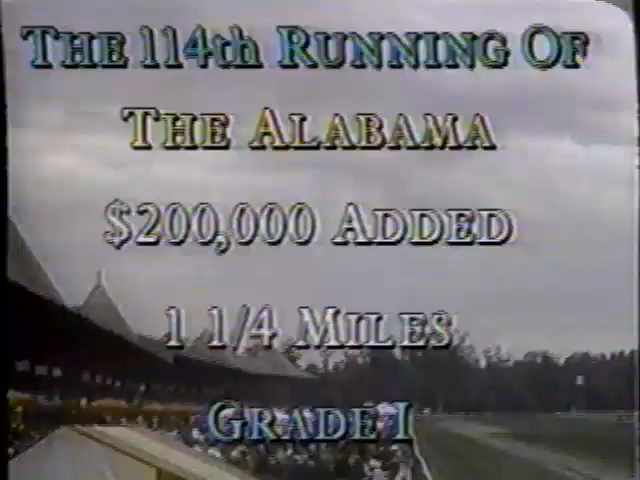 The 114th Running Of
The Alabama
$200,000 Added
1 1/4 Miles
Grade I